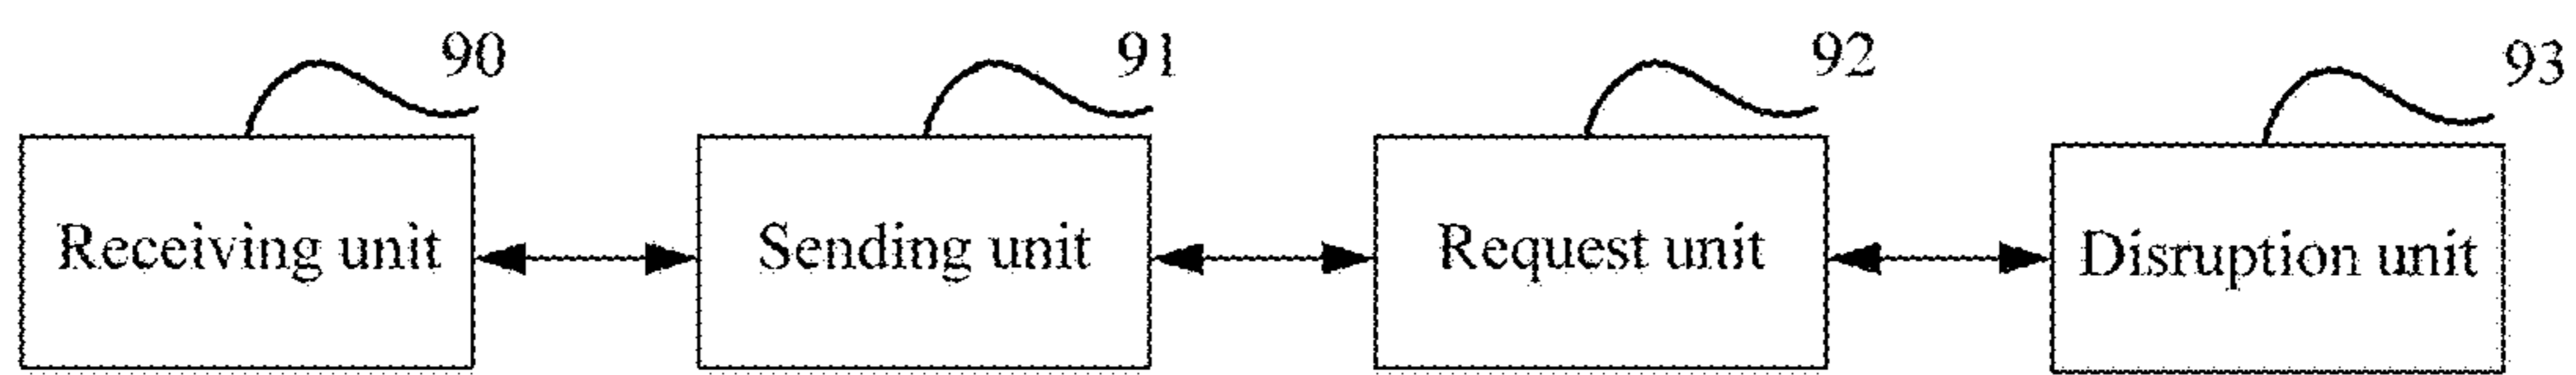 90 91 92 93
Receiving unit Sending unit Request unit Disruption unit